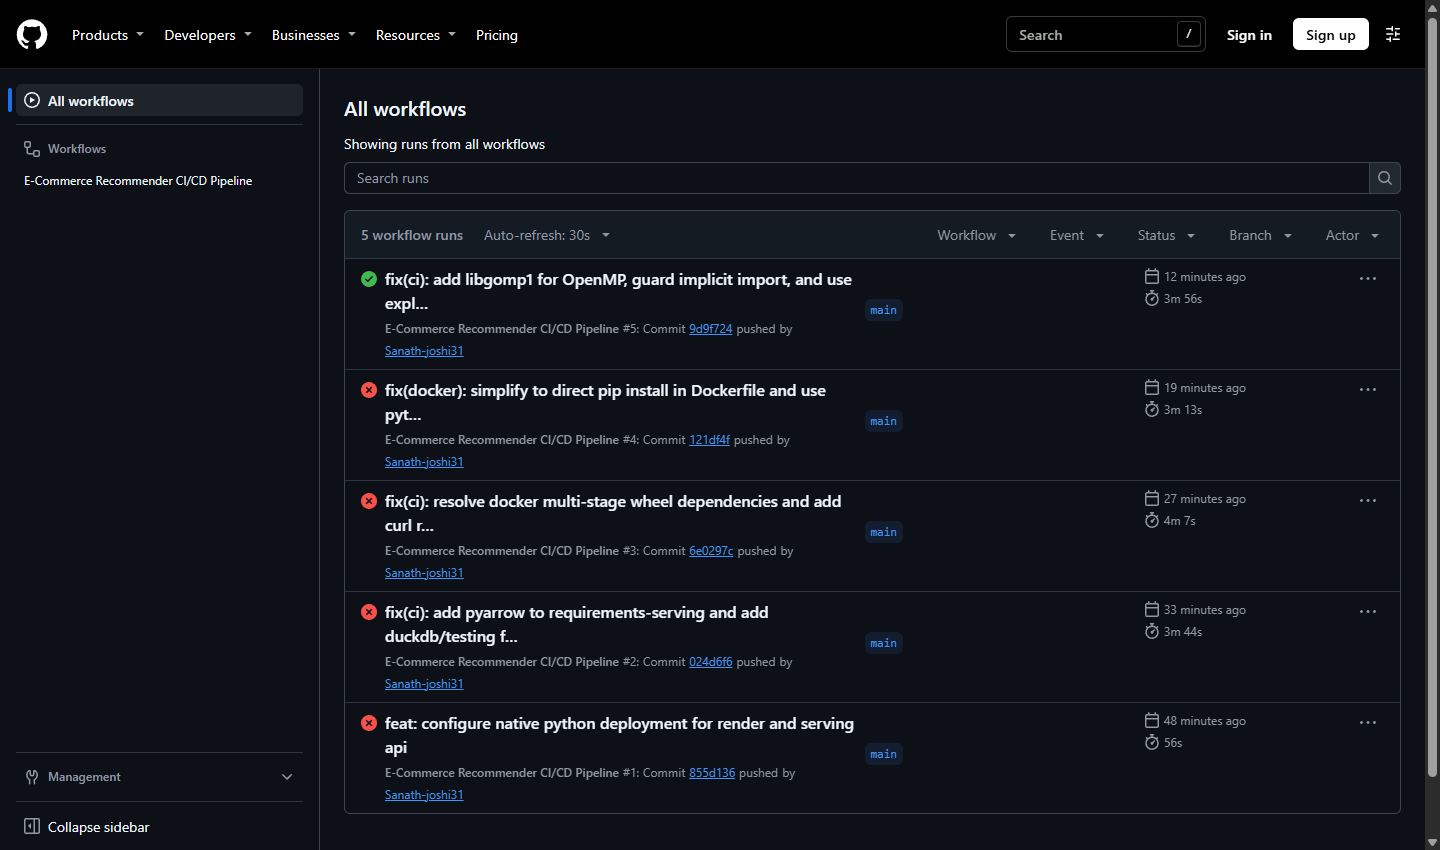 Products
Developers
Businesses
Resources
Pricing
Search
/
Sign in
Sign up
All workflows
Workflows
E-Commerce Recommender CI/CD Pipeline
Management
Collapse sidebar
All workflows
Showing runs from all workflows
Search runs
5 workflow runs
Auto-refresh: 30s
Workflow
Event
Status
Branch
Actor
fix(ci): add libgomp1 for OpenMP, guard implicit import, and use
expl...
E-Commerce Recommender CI/CD Pipeline #5: Commit 9d9f724 pushed by
Sanath-joshi31
main
12 minutes ago
3m 56s
fix(docker): simplify to direct pip install in Dockerfile and use
pyt...
E-Commerce Recommender CI/CD Pipeline #4: Commit 121df4f pushed by
Sanath-joshi31
main
19 minutes ago
3m 13s
fix(ci): resolve docker multi-stage wheel dependencies and add
curl r...
E-Commerce Recommender CI/CD Pipeline #3: Commit 6e0297c pushed by
Sanath-joshi31
main
27 minutes ago
4m 7s
fix(ci): add pyarrow to requirements-serving and add
duckdb/testing f...
E-Commerce Recommender CI/CD Pipeline #2: Commit 024d6f6 pushed by
Sanath-joshi31
main
33 minutes ago
3m 44s
feat: configure native python deployment for render and serving
api
E-Commerce Recommender CI/CD Pipeline #1: Commit 855d136 pushed by
Sanath-joshi31
main
48 minutes ago
56s